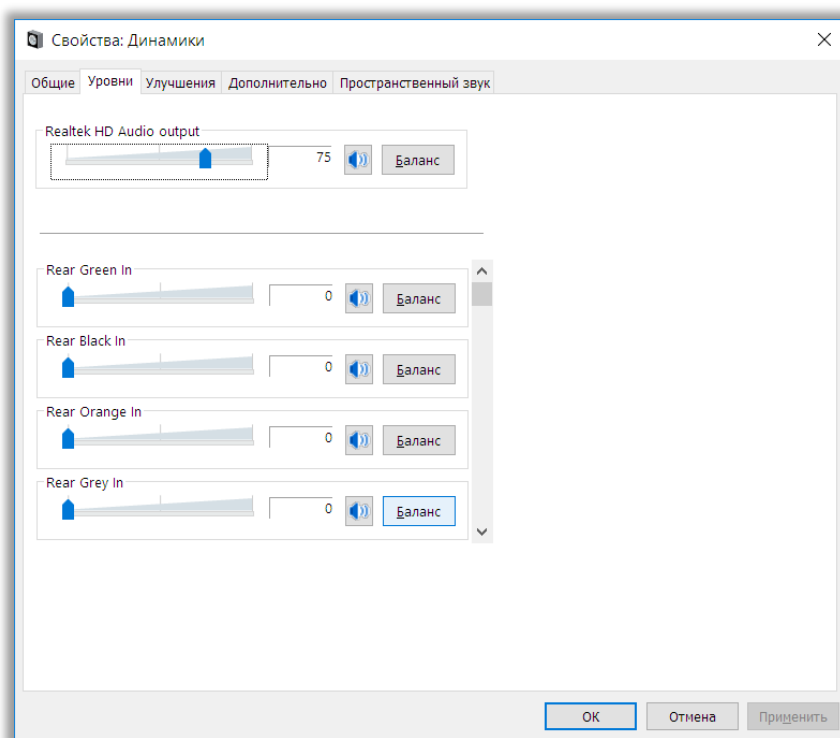 Свойства: Динамики
Общие Уровни Улучшения Дополнительно Пространственный звук
Realtek HD Audio output
75 Баланс
Rear Green In
0 Баланс
Rear Black In
0 Баланс
Rear Orange In
0 Баланс
Rear Grey In
0 Баланс
ОК Отмена Применить